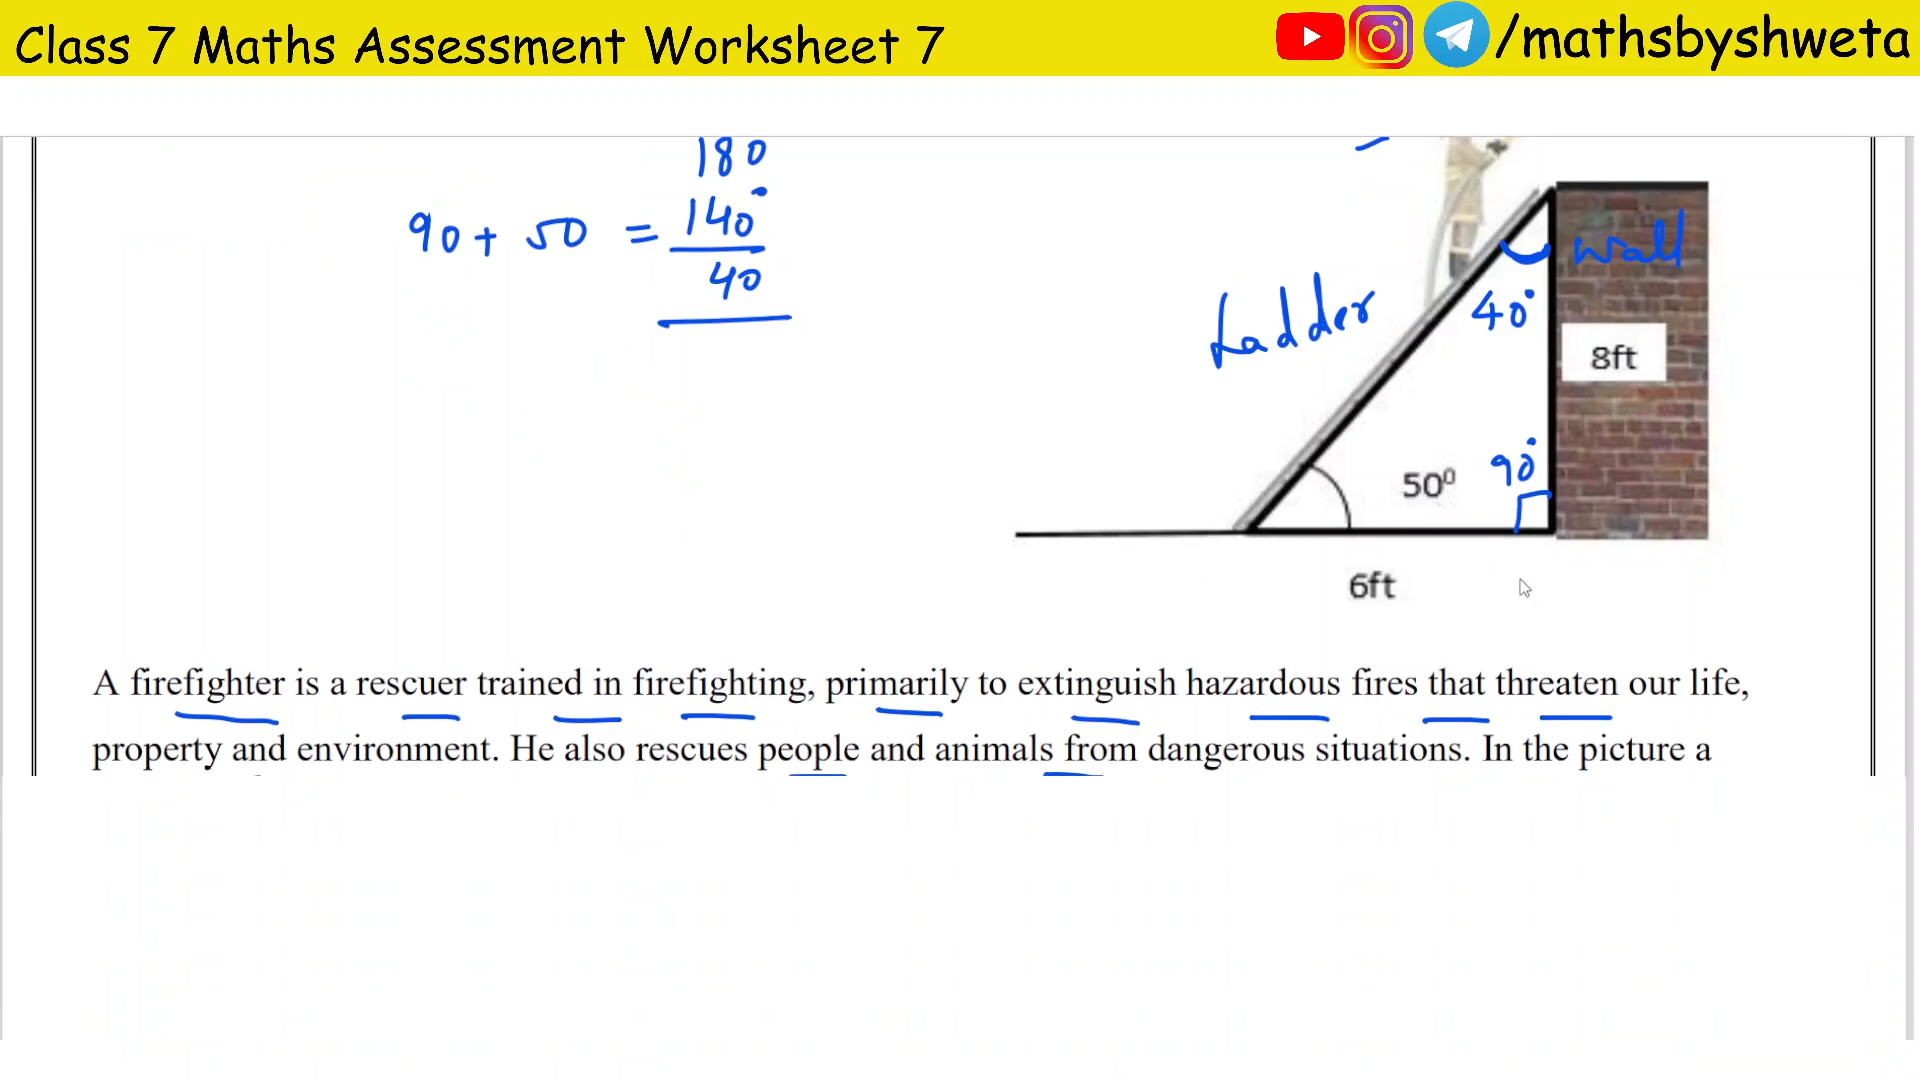 Class 7 Maths Assessment Worksheet 7
/mathsbyshweta
180
90 + 50 = 140°
40
wall
Ladder
40°
8ft
90°
50⁰
6ft
A firefighter is a rescuer trained in firefighting, primarily to extinguish hazardous fires that threaten our life,
property and environment. He also rescues people and animals from dangerous situations. In the picture a